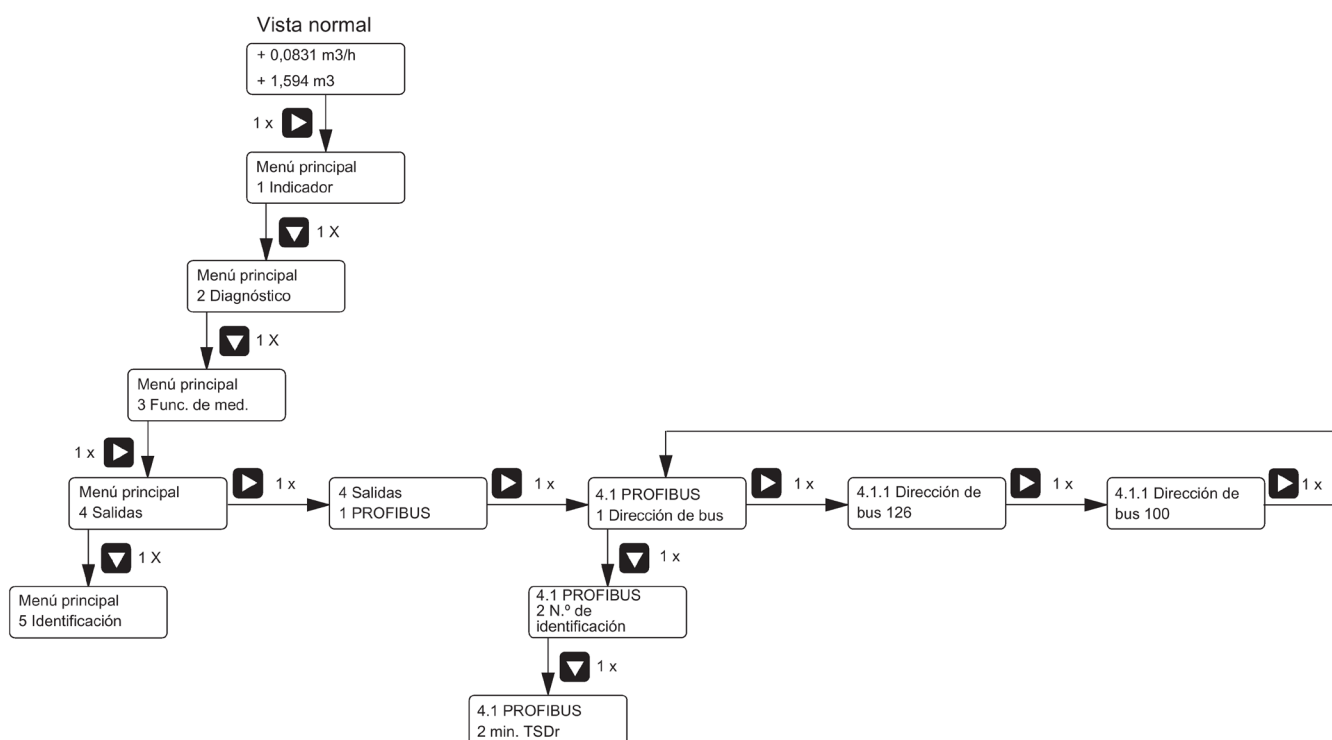 Vista normal
+ 0,0831 m3/h
+ 1,594 m3
1 x
Menú principal
1 Indicador
1 X
Menú principal
2 Diagnóstico
1 X
Menú principal
3 Func. de med.
1 x
Menú principal
4 Salidas
1 x
4 Salidas
1 PROFIBUS
1 x
4.1 PROFIBUS
1 Dirección de bus
1 x
4.1.1 Dirección de
bus 126
1 x
4.1.1 Dirección de
bus 100
1 x
1 X
Menú principal
5 Identificación
1 x
4.1 PROFIBUS
2 N.º de
identificación
1 x
4.1 PROFIBUS
2 min. TSDr